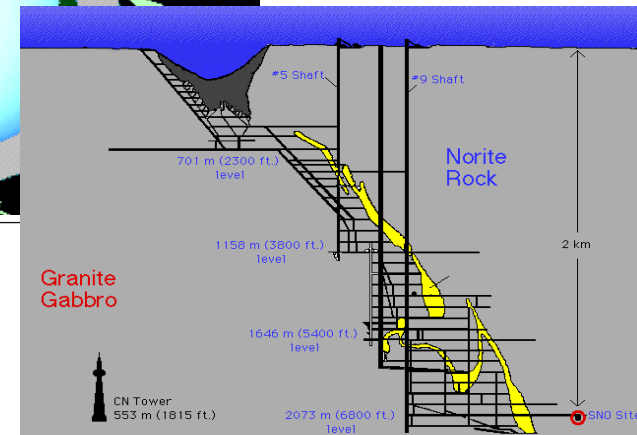 #5 Shaft
#9 Shaft
701 m (2300 ft.)
level
Norite
Rock
1158 m (3800 ft.)
level
2 km
Granite
Gabbro
1646 m (5400 ft.)
level
CN Tower
553 m (1815 ft.)
2073 m (6800 ft.)
level
SNO Site